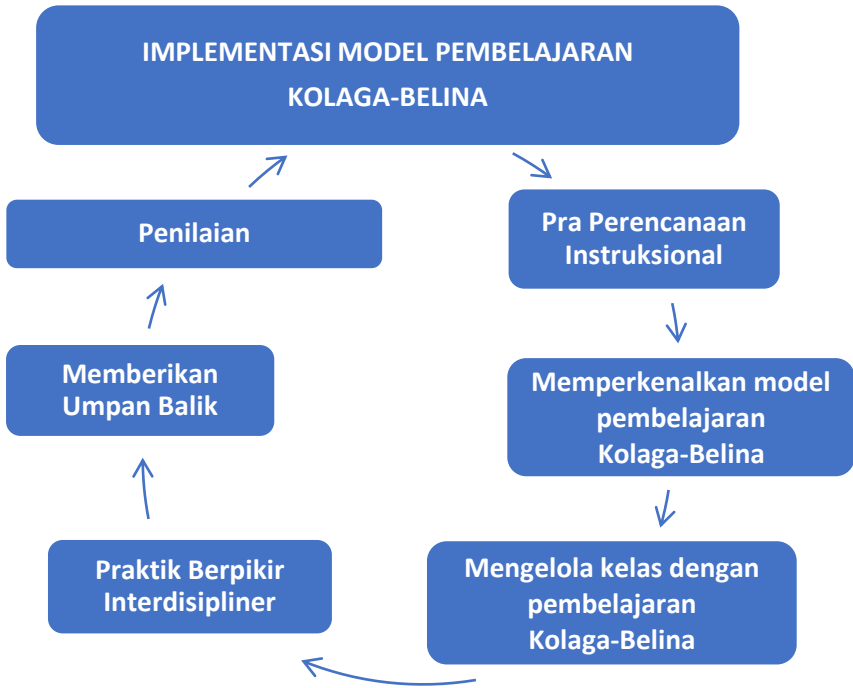 IMPLEMENTASI MODEL PEMBELAJARAN
KOLAGA-BELINA
Pra Perencanaan
Instruksional
Memperkenalkan model
pembelajaran
Kolaga-Belina
Mengelola kelas dengan
pembelajaran
Kolaga-Belina
Praktik Berpikir
Interdisipliner
Memberikan
Umpan Balik
Penilaian